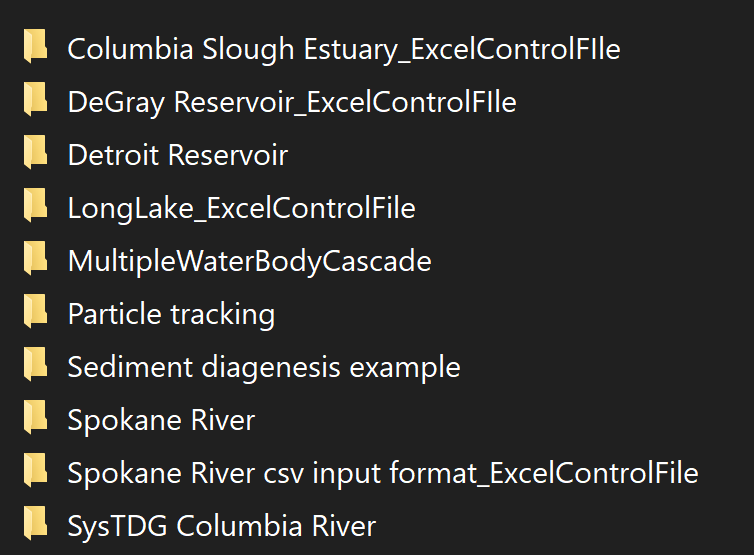 Columbia Slough Estuary_ExcelControlFIle
DeGray Reservoir_ExcelControlFIle
Detroit Reservoir
LongLake_ExcelControlFile
MultipleWaterBodyCascade
Particle tracking
Sediment diagenesis example
Spokane River
Spokane River csv input format_ExcelControlFile
SysTDG Columbia River